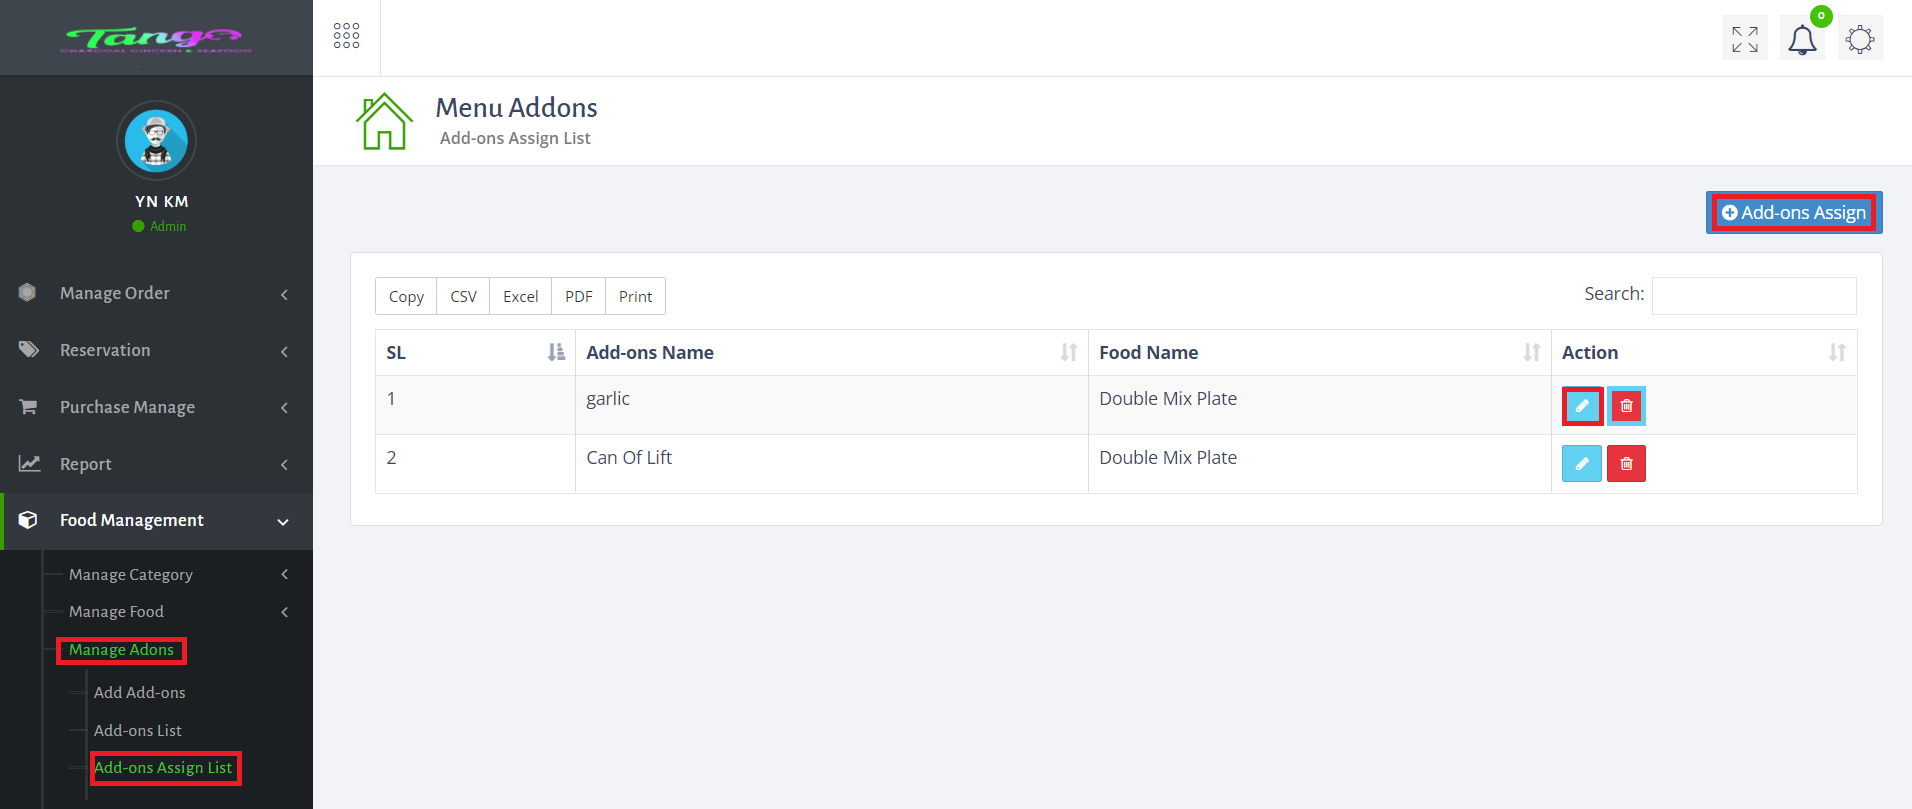 Tango
CHARCOAL CHICKEN & SEAFOOD
0
YN KM
Admin
Manage Order
Reservation
Purchase Manage
Report
Food Management
Manage Category
Manage Food
Manage Adons
Add Add-ons
Add-ons List
Add-ons Assign List
Menu Addons
Add-ons Assign List
Add-ons Assign
Copy CSV Excel PDF Print
Search:
SL Add-ons Name Food Name Action
1 garlic Double Mix Plate
2 Can Of Lift Double Mix Plate